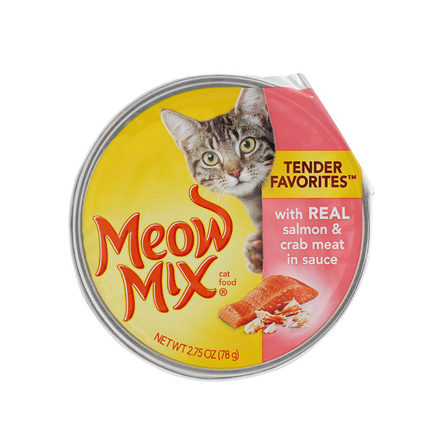 MeOW
MiX
cat
food
®
TENDER
FAVORITES™
with REAL
salmon &
crab meat
in sauce
NET WT 2.75 OZ (78 g)